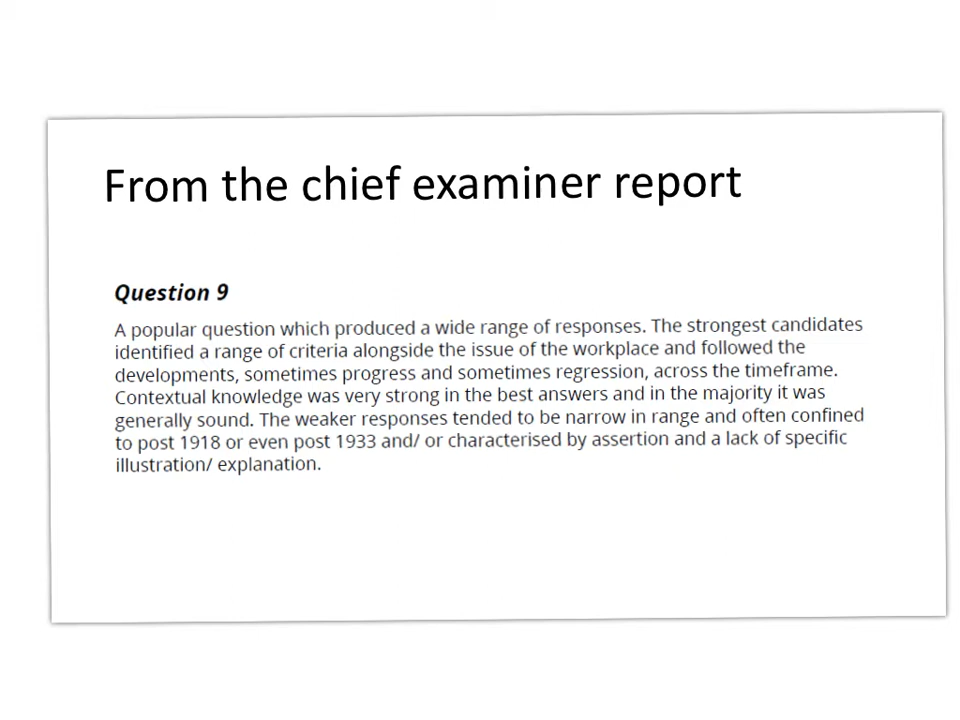 From the chief examiner report
Question 9
A popular question which produced a wide range of responses. The strongest candidates
identified a range of criteria alongside the issue of the workplace and followed the
developments, sometimes progress and sometimes regression, across the timeframe.
Contextual knowledge was very strong in the best answers and in the majority it was
generally sound. The weaker responses tended to be narrow in range and often confined
to post 1918 or even post 1933 and/ or characterised by assertion and a lack of specific
illustration/ explanation.